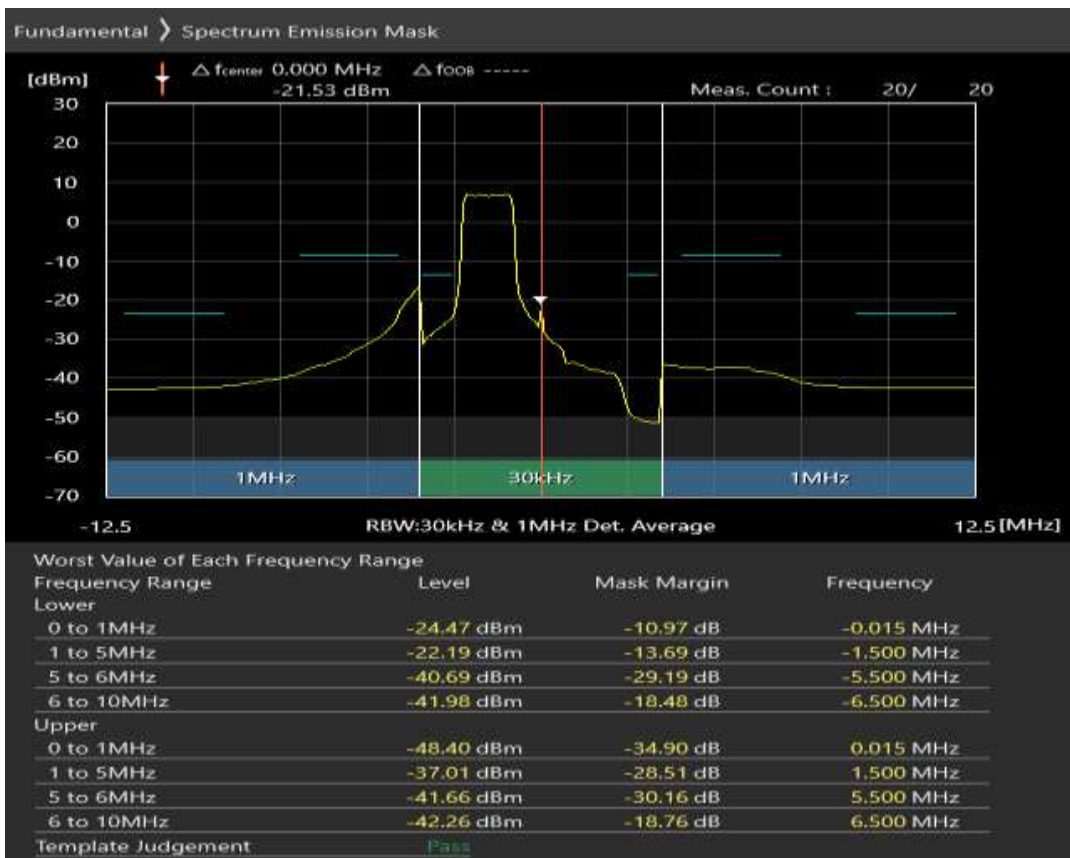 Fundamental ❯ Spectrum Emission Mask
[dBm] △ fcenter 0.000 MHz △ fOOB -----
-21.53 dBm Meas. Count : 20/ 20
30
20
10
0
-10
-20
-30
-40
-50
-60
1MHz 30kHz 1MHz
-70
-12.5 RBW:30kHz & 1MHz Det. Average 12.5 [MHz]
Worst Value of Each Frequency Range
Frequency Range Level Mask Margin Frequency
Lower
0 to 1MHz -24.47 dBm -10.97 dB -0.015 MHz
1 to 5MHz -22.19 dBm -13.69 dB -1.500 MHz
5 to 6MHz -40.69 dBm -29.19 dB -5.500 MHz
6 to 10MHz -41.98 dBm -18.48 dB -6.500 MHz
Upper
0 to 1MHz -48.40 dBm -34.90 dB 0.015 MHz
1 to 5MHz -37.01 dBm -28.51 dB 1.500 MHz
5 to 6MHz -41.66 dBm -30.16 dB 5.500 MHz
6 to 10MHz -42.26 dBm -18.76 dB 6.500 MHz
Template Judgement Pass